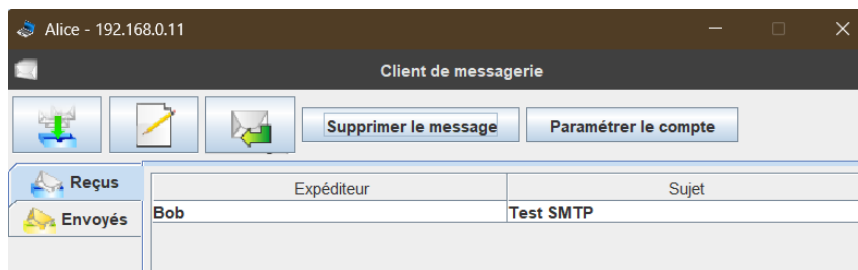 Alice - 192.168.0.11
Client de messagerie
Supprimer le message Paramétrer le compte
Reçus
Expéditeur Sujet
Envoyés
Bob Test SMTP